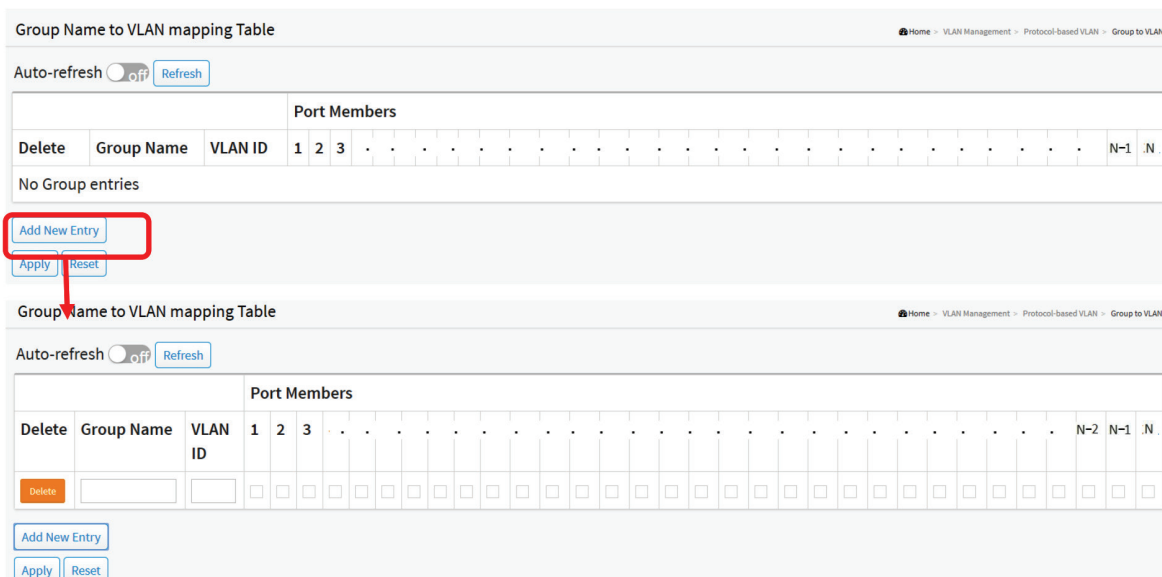 Group Name to VLAN mapping Table
Home > VLAN Management > Protocol-based VLAN > Group to VLAN
Auto-refresh off Refresh
Port Members
Delete Group Name VLAN ID 1 2 3 . . . . . . . . . . . . . . . . . . . . . . . . . N-1 .N .
No Group entries
Add New Entry
Apply Reset
Group Name to VLAN mapping Table
Home > VLAN Management > Protocol-based VLAN > Group to VLAN
Auto-refresh off Refresh
Port Members
Delete Group Name VLAN ID 1 2 3 . . . . . . . . . . . . . . . . . . . . . . . . . N-2 N-1 .N .
Delete
Add New Entry
Apply Reset